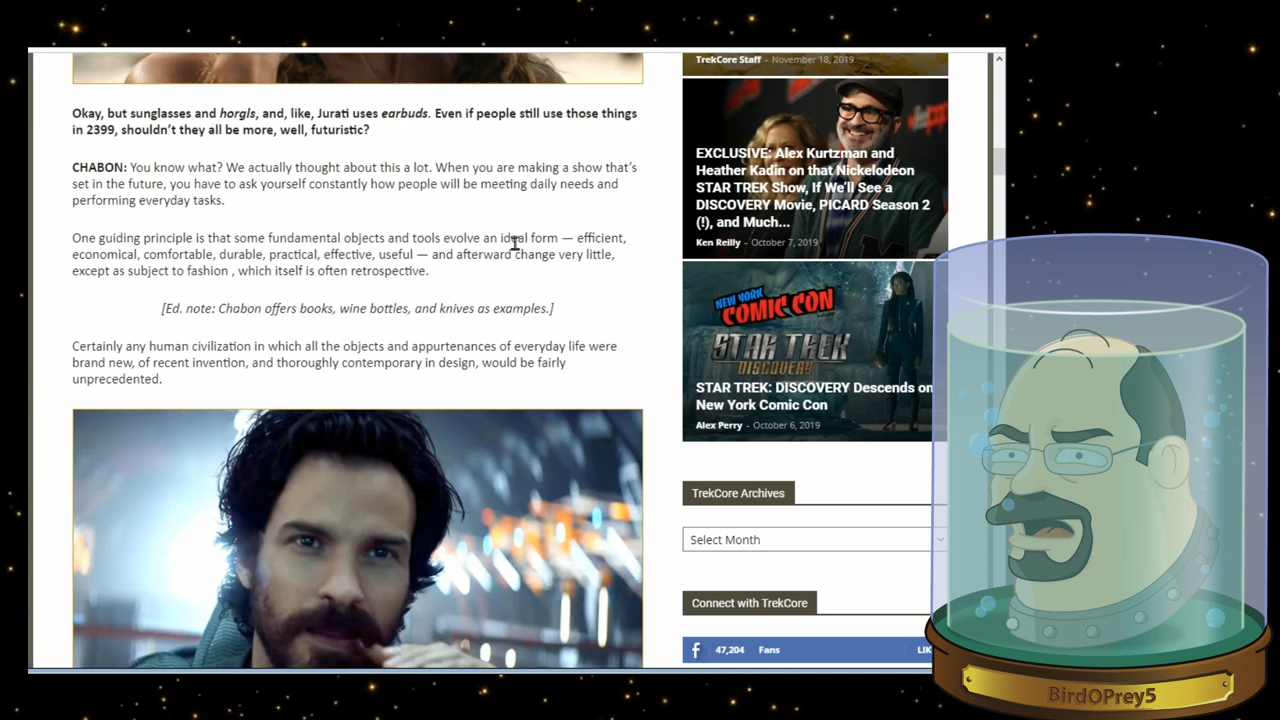 Okay, but sunglasses and horgls, and, like, Jurati uses earbuds. Even if people still use those things
in 2399, shouldn't they all be more, well, futuristic?
CHABON: You know what? We actually thought about this a lot. When you are making a show that's
set in the future, you have to ask yourself constantly how people will be meeting daily needs and
performing everyday tasks.
One guiding principle is that some fundamental objects and tools evolve an ideal form — efficient,
economical, comfortable, durable, practical, effective, useful — and afterward change very little,
except as subject to fashion , which itself is often retrospective.
[Ed. note: Chabon offers books, wine bottles, and knives as examples.]
Certainly any human civilization in which all the objects and appurtenances of everyday life were
brand new, of recent invention, and thoroughly contemporary in design, would be fairly
unprecedented.
TrekCore Staff - November 18, 2019
EXCLUSIVE: Alex Kurtzman and
Heather Kadin on that Nickelodeon
STAR TREK Show, If We'll See a
DISCOVERY Movie, PICARD Season 2
(!), and Much...
Ken Reilly - October 7, 2019
NEW YORK
COMIC CON
STAR TREK
DISCOVERY
STAR TREK: DISCOVERY Descends on
New York Comic Con
Alex Perry - October 6, 2019
TrekCore Archives
Select Month
Connect with TrekCore
f 47,204 Fans LIK
BirdOPrey5